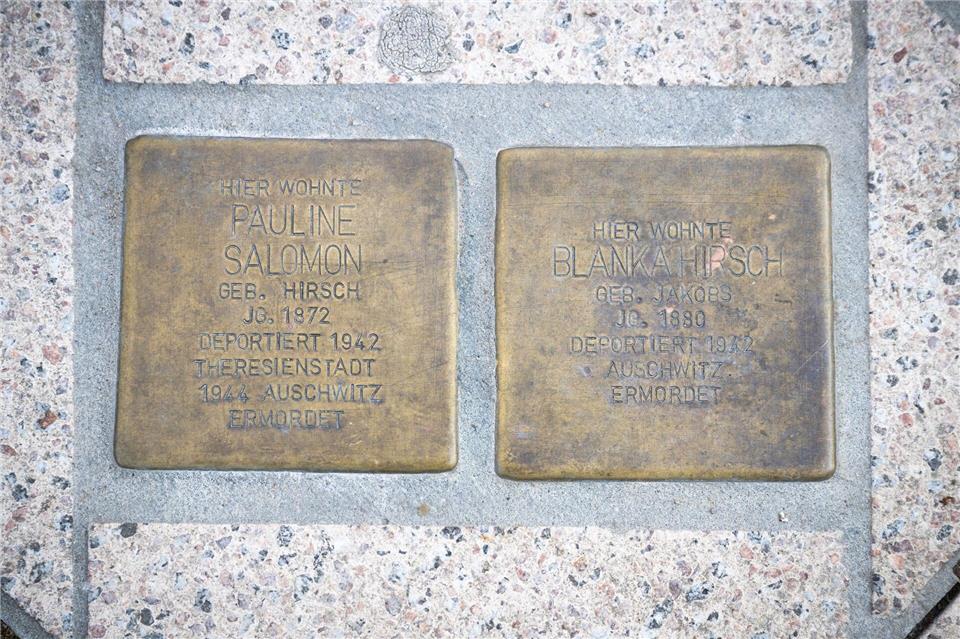 HIER WOHNTE
PAULINE
SALOMON
GEB. HIRSCH
JG. 1872
DEPORTIERT 1942
THERESIENSTADT
1944 AUSCHWITZ
ERMORDET
HIER WOHNTE
BLANKA HIRSCH
GEB. JAKOBS
JG. 1880
DEPORTIERT 1942
AUSCHWITZ
ERMORDET